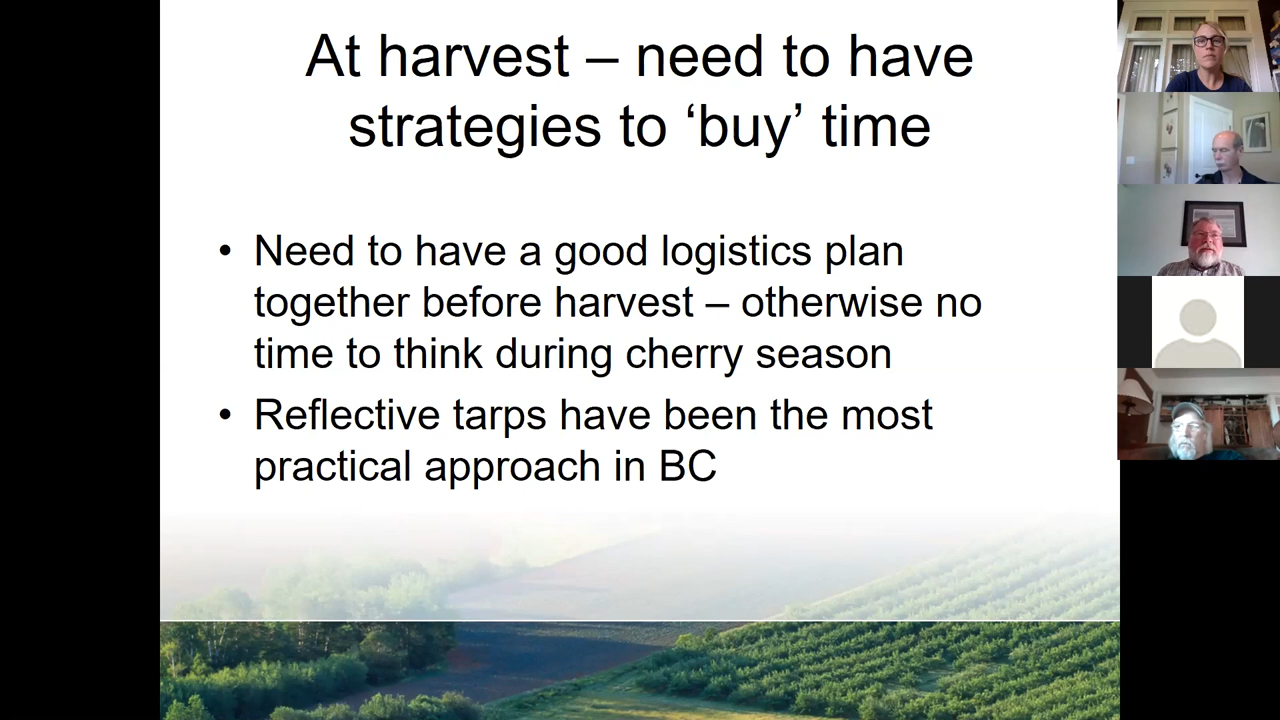 At harvest – need to have
strategies to ‘buy’ time
• Need to have a good logistics plan
together before harvest – otherwise no
time to think during cherry season
• Reflective tarps have been the most
practical approach in BC